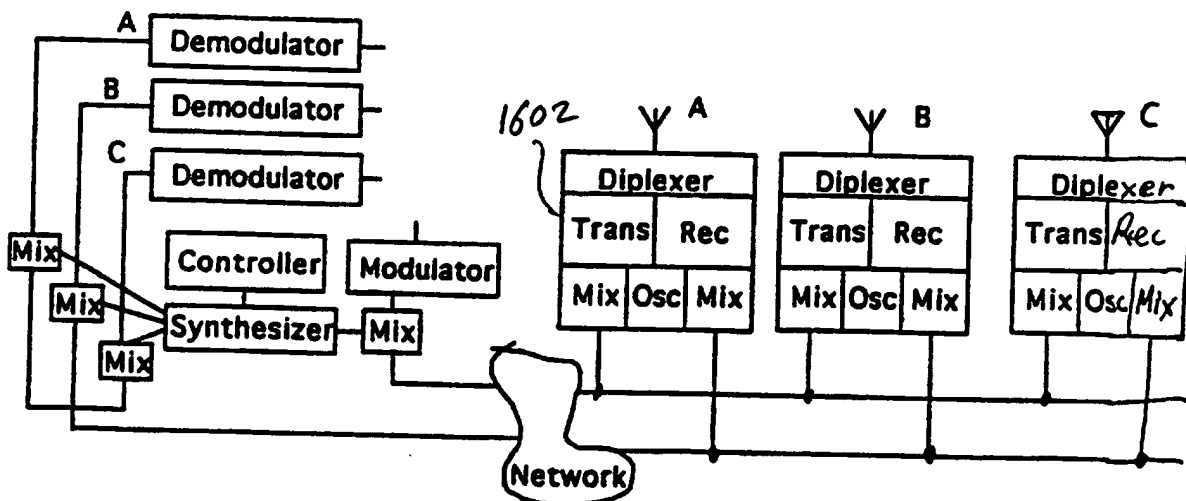 A
Demodulator
B
Demodulator
C
Demodulator
Mix
Mix
Mix
Controller
Synthesizer
Modulator
Mix
Network
1602
A
Diplexer
Trans Rec
Mix Osc Mix
B
Diplexer
Trans Rec
Mix Osc Mix
C
Diplexer
Trans Rec
Mix Osc Mix